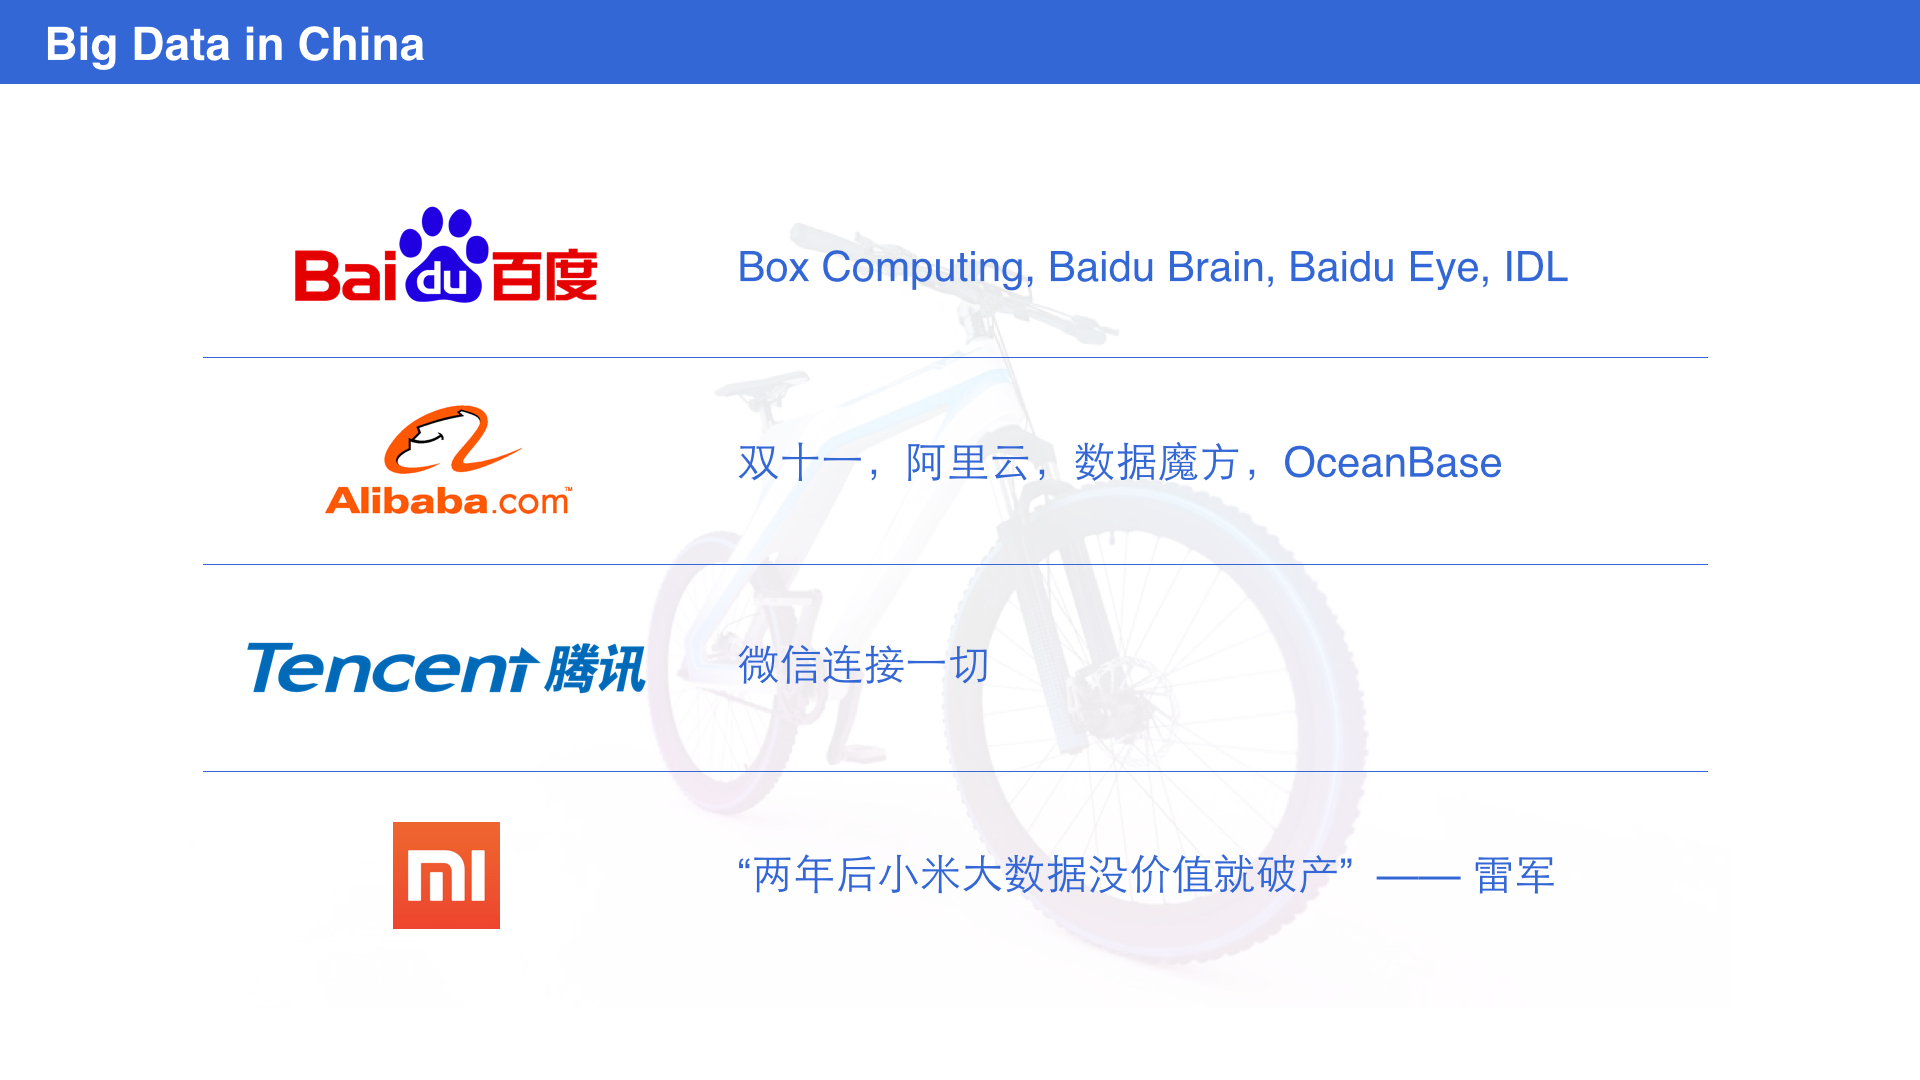 Big Data in China
Bai du 百度
Box Computing, Baidu Brain, Baidu Eye, IDL
Alibaba.com™
双十一，阿里云，数据魔方，OceanBase
Tencent 腾讯
微信连接一切
mi
“两年后小米大数据没价值就破产” —— 雷军